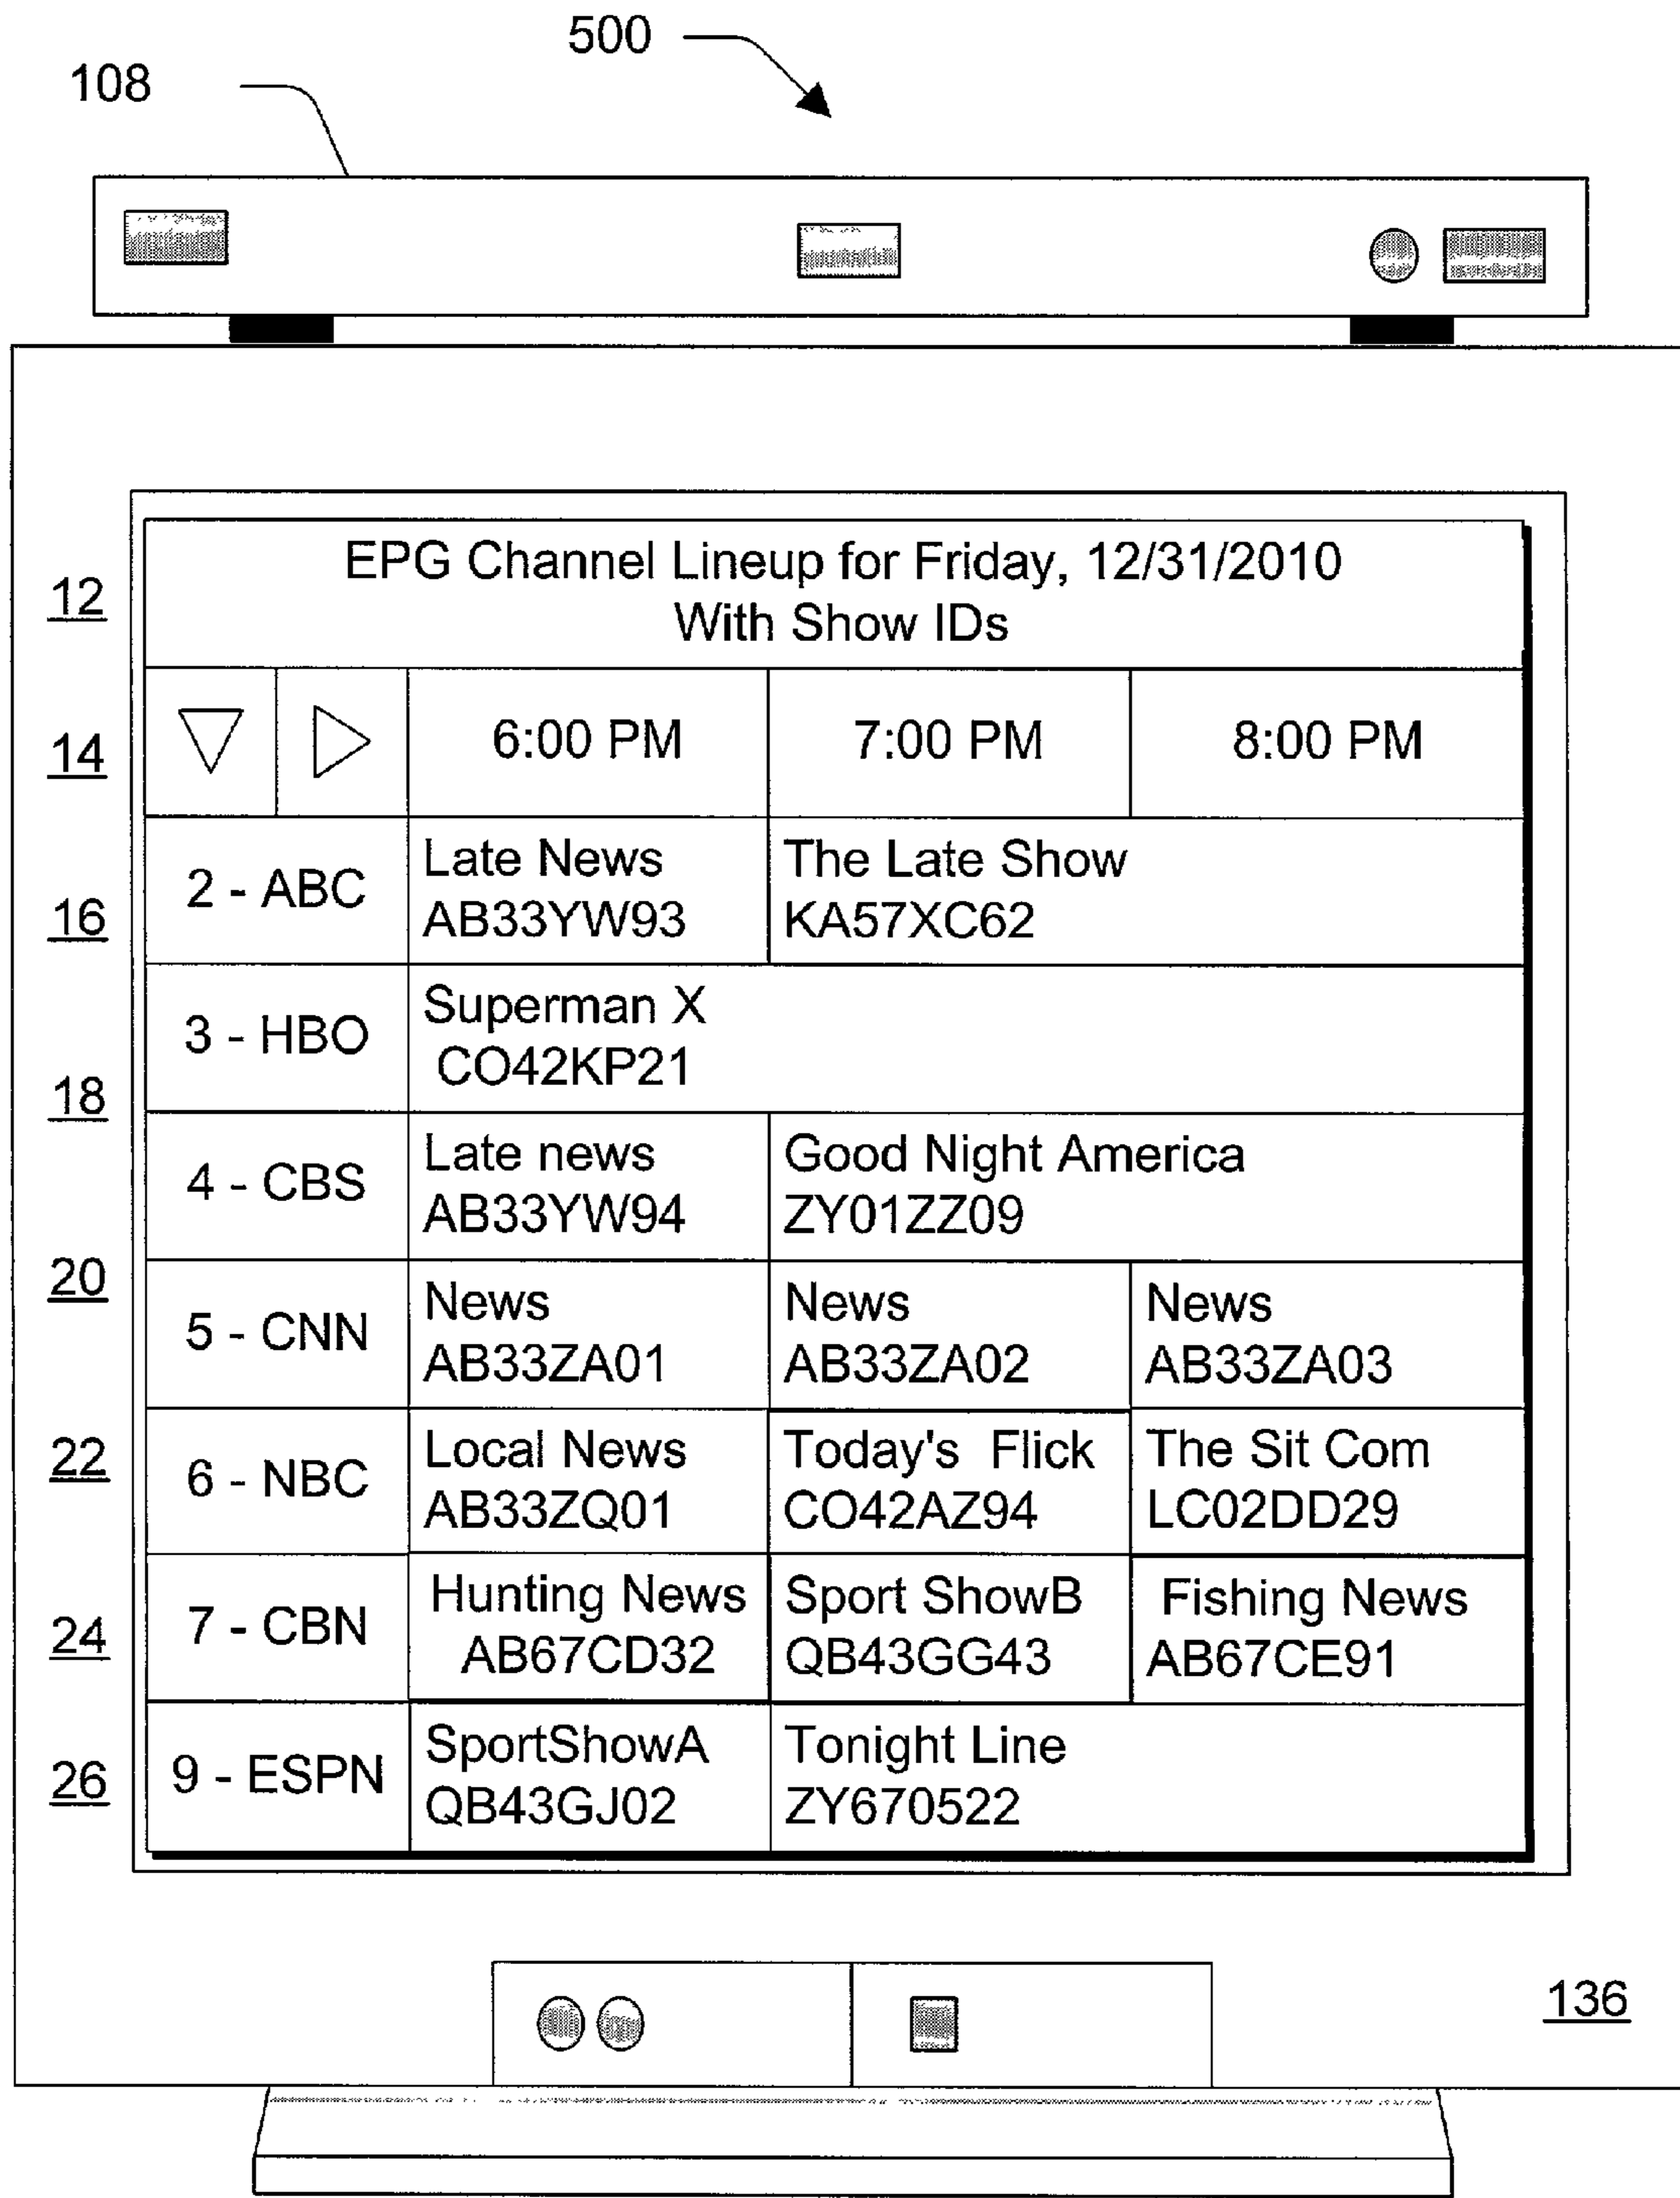 500
108
12
EPG Channel Lineup for Friday, 12/31/2010
With Show IDs
14
6:00 PM 7:00 PM 8:00 PM
16
2 - ABC
Late News
AB33YW93
The Late Show
KA57XC62
3 - HBO
Superman X
CO42KP21
18
4 - CBS
Late news
AB33YW94
Good Night America
ZY01ZZ09
20
5 - CNN
News
AB33ZA01
News
AB33ZA02
News
AB33ZA03
22
6 - NBC
Local News
AB33ZQ01
Today's Flick
CO42AZ94
The Sit Com
LC02DD29
24
7 - CBN
Hunting News
AB67CD32
Sport ShowB
QB43GG43
Fishing News
AB67CE91
26
9 - ESPN
SportShowA
QB43GJ02
Tonight Line
ZY670522
136